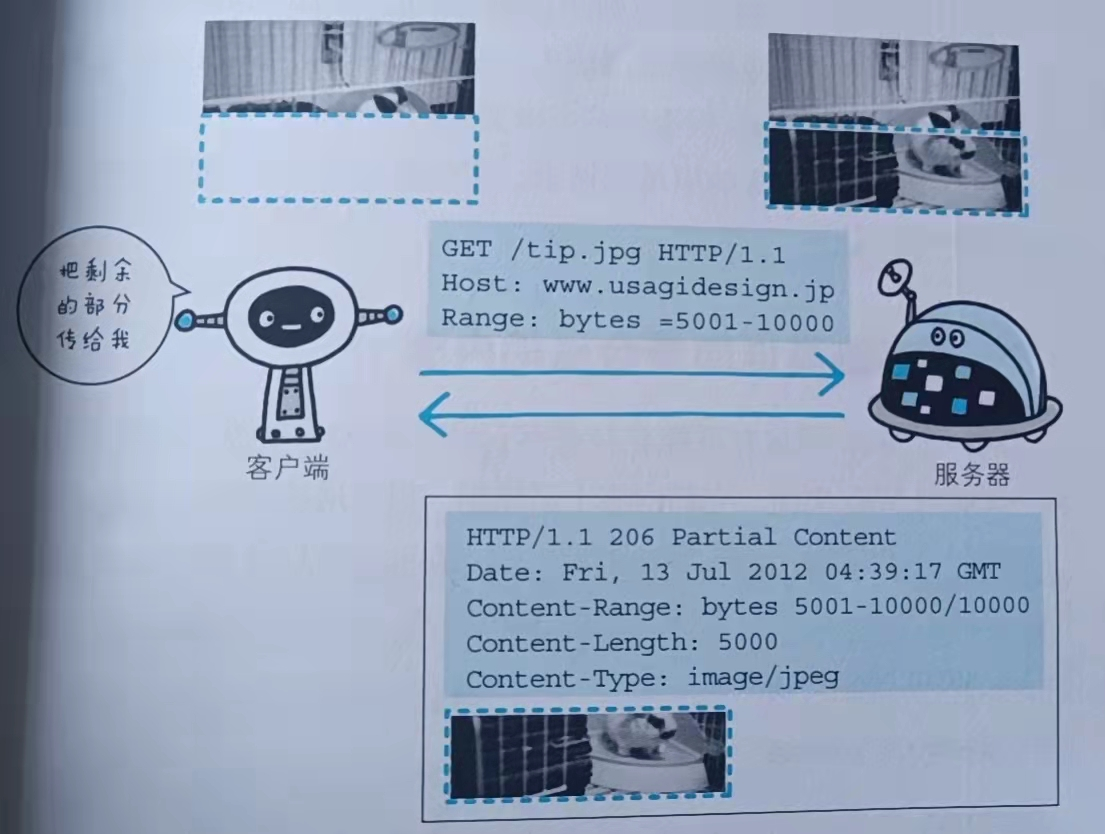 把剩余
的部分
传给我
GET /tip.jpg HTTP/1.1
Host: www.usagidesign.jp
Range: bytes =5001-10000
客户端
服务器
HTTP/1.1 206 Partial Content
Date: Fri, 13 Jul 2012 04:39:17 GMT
Content-Range: bytes 5001-10000/10000
Content-Length: 5000
Content-Type: image/jpeg